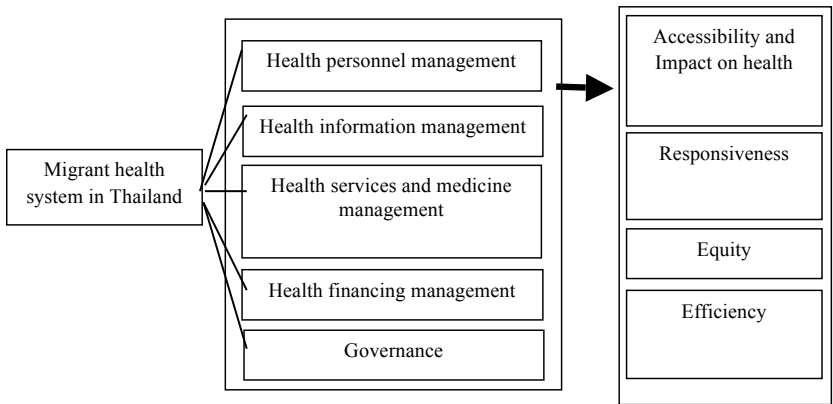 Migrant health
system in Thailand
Health personnel management
Health information management
Health services and medicine
management
Health financing management
Governance
Accessibility and
Impact on health
Responsiveness
Equity
Efficiency